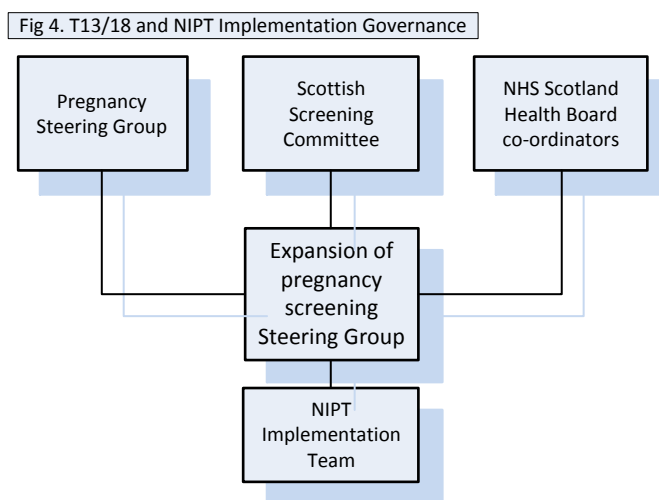 Fig 4. T13/18 and NIPT Implementation Governance
Pregnancy
Steering Group
Scottish
Screening
Committee
NHS Scotland
Health Board
co-ordinators
Expansion of
pregnancy
screening
Steering Group
NIPT
Implementation
Team